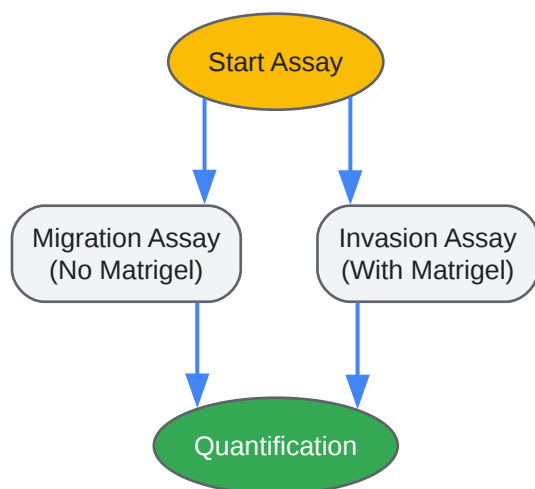 Start Assay
Migration Assay
(No Matrigel)
Invasion Assay
(With Matrigel)
Quantification